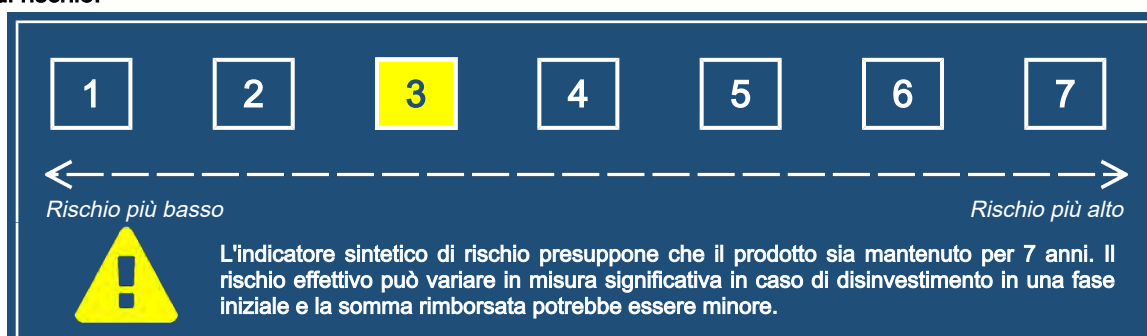 di rischio.
1 2 3 4 5 6 7
Rischio più basso Rischio più alto
L'indicatore sintetico di rischio presuppone che il prodotto sia mantenuto per 7 anni. Il
rischio effettivo può variare in misura significativa in caso di disinvestimento in una fase
iniziale e la somma rimborsata potrebbe essere minore.